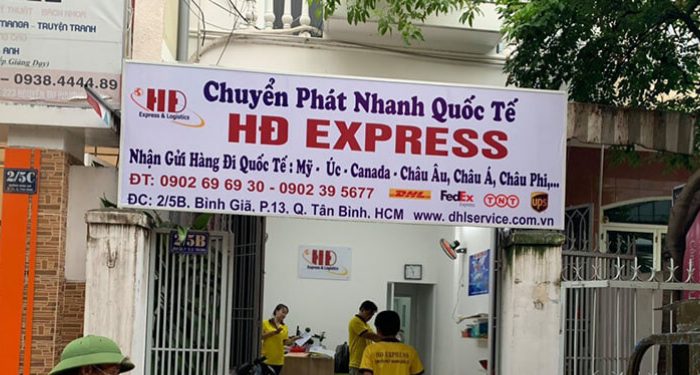 MANGA - TRUYỆN TRANH
ANH
- 0938.4444.89
2/5C
HĐ
Express & Logistics
Chuyển Phát Nhanh Quốc Tế
HĐ EXPRESS
Nhận Gửi Hàng Đi Quốc Tế : Mỹ - Úc - Canada - Châu Âu, Châu Á, Châu Phi,...
ĐT: 0902 69 69 30 - 0902 39 5677
DHL FedEx TNT ups
ĐC: 2/5B. Bình Giã, P.13, Q. Tân Bình, HCM www.dhlservice.com.vn
2/5B
HĐ
Express & Logistics
HĐ EXPRESS